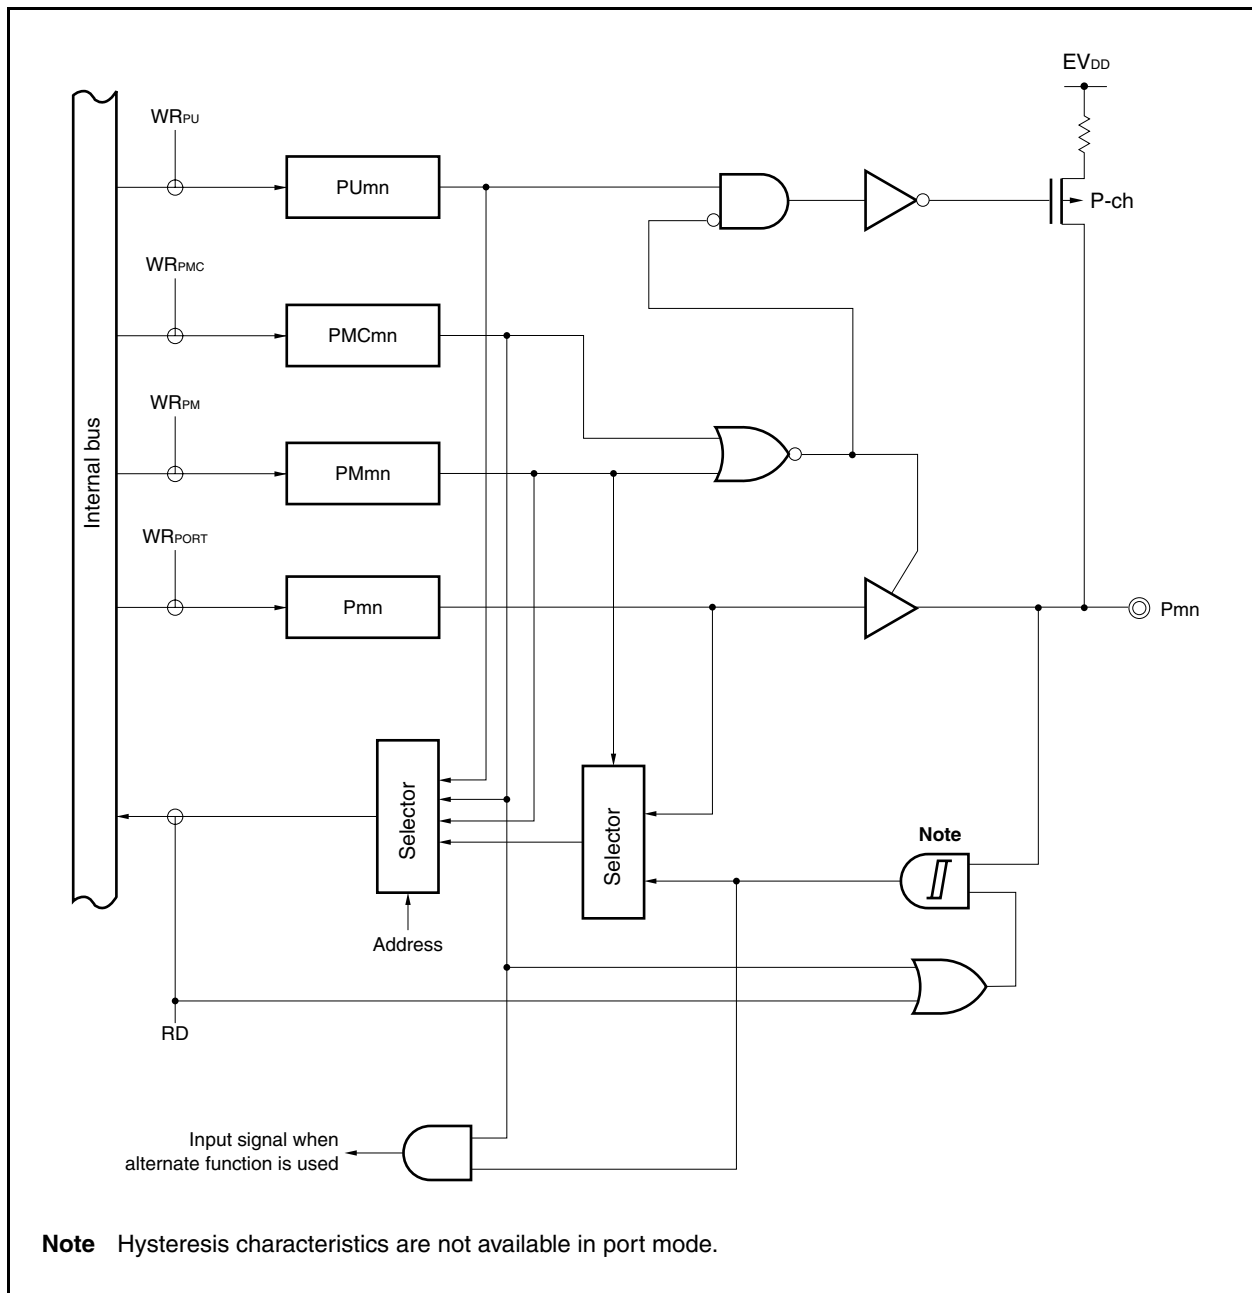 EVDD
WRPU
PUmn
P-ch
WRPMC
PMCmn
WRPM
PMmn
Internal bus
WRPORT
Pmn
Pmn
Selector
Selector
Note
Address
RD
Input signal when
alternate function is used
Note Hysteresis characteristics are not available in port mode.